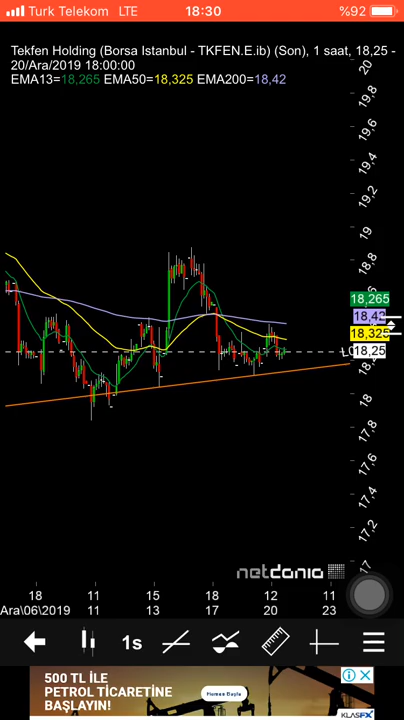 Turk Telekom LTE 18:30 %92
Tekfen Holding (Borsa Istanbul - TKFEN.E.ib) (Son), 1 saat, 18,25 -
20/Ara/2019 18:00:00
EMA13=18,265 EMA50=18,325 EMA200=18,42
20
19,8
19,6
19,4
19,2
19
18,8
18,265
18,42
18,325
18,25
18
17,8
17,6
17,4
17,2
17
netdania
18 11 15 18 12 11
Ara\06\2019 11 13 17 20 23
1s
500 TL İLE
PETROL TİCARETİNE
BAŞLAYIN!
Hemen Başla
KLASFX